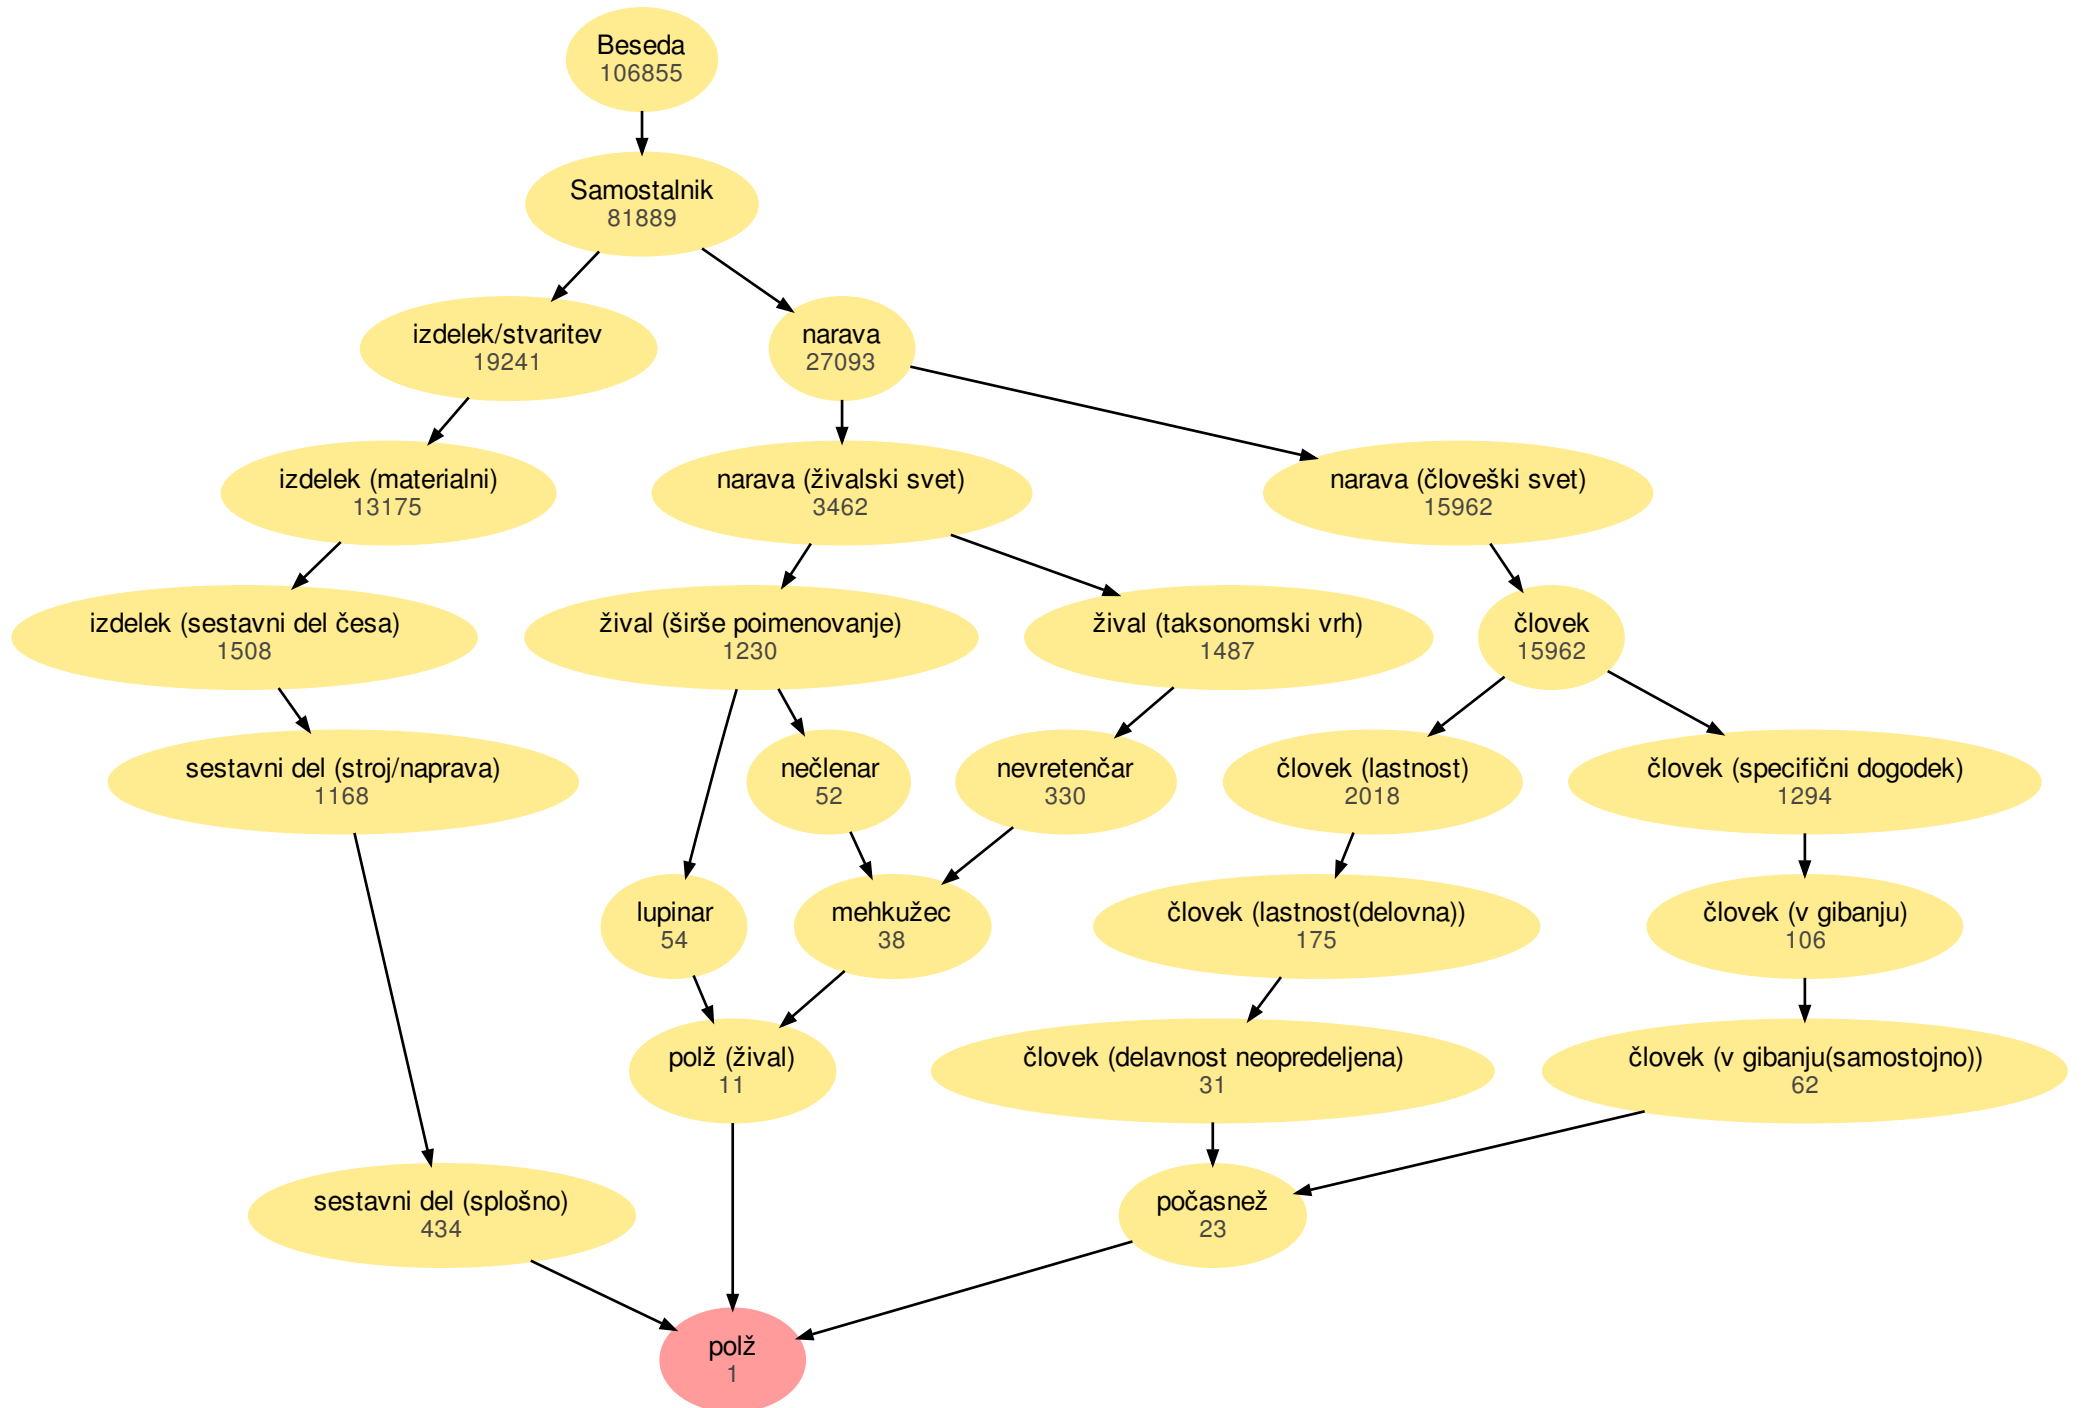 Beseda
106855
Samostalnik
81889
izdelek/stvaritev
19241
narava
27093
izdelek (materialni)
13175
narava (živalski svet)
3462
narava (človeški svet)
15962
izdelek (sestavni del česa)
1508
žival (širše poimenovanje)
1230
žival (taksonomski vrh)
1487
človek
15962
sestavni del (stroj/naprava)
1168
nečlenar
52
nevretenčar
330
človek (lastnost)
2018
človek (specifični dogodek)
1294
lupinar
54
mehkužec
38
človek (lastnost(delovna))
175
človek (v gibanju)
106
polž (žival)
11
človek (delavnost neopredeljena)
31
človek (v gibanju(samostojno))
62
sestavni del (splošno)
434
počasnež
23
polž
1